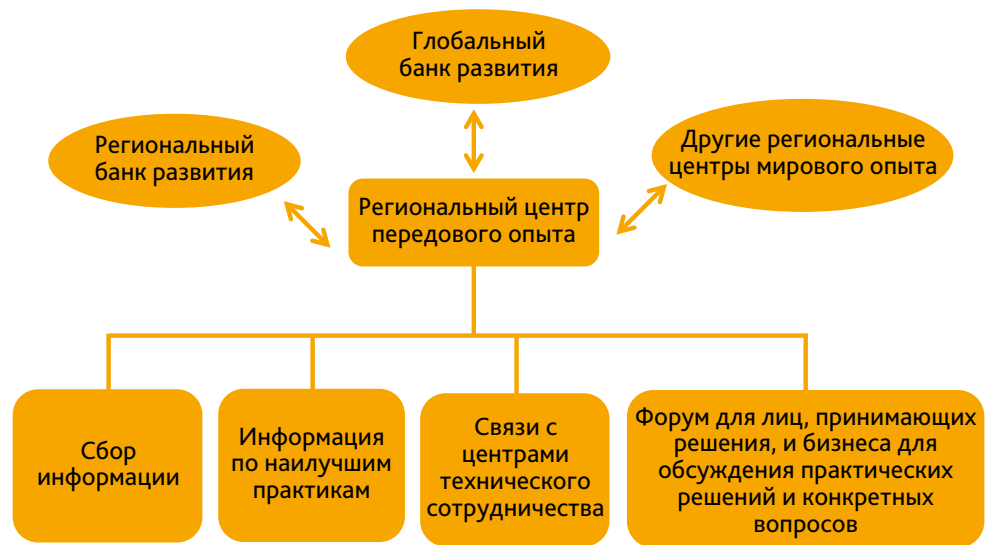 Глобальный
банк развития
Региональный
банк развития
Другие региональные
центры мирового опыта
Региональный центр
передового опыта
Сбор
информации
Информация
по наилучшим
практикам
Связи с
центрами
технического
сотрудничества
Форум для лиц, принимающих
решения, и бизнеса для
обсуждения практических
решений и конкретных
вопросов